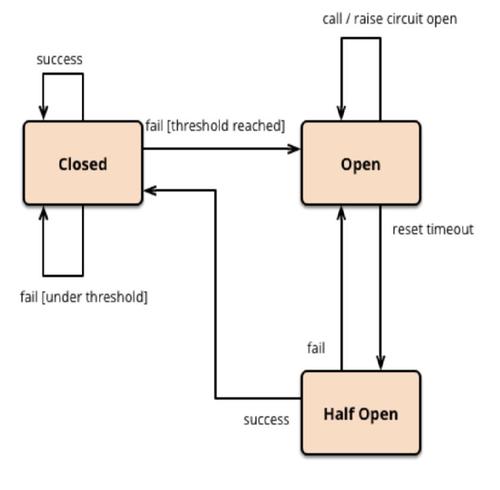 call / raise circuit open
success
fail [threshold reached]
Closed
Open
reset timeout
fail [under threshold]
fail
Half Open
success